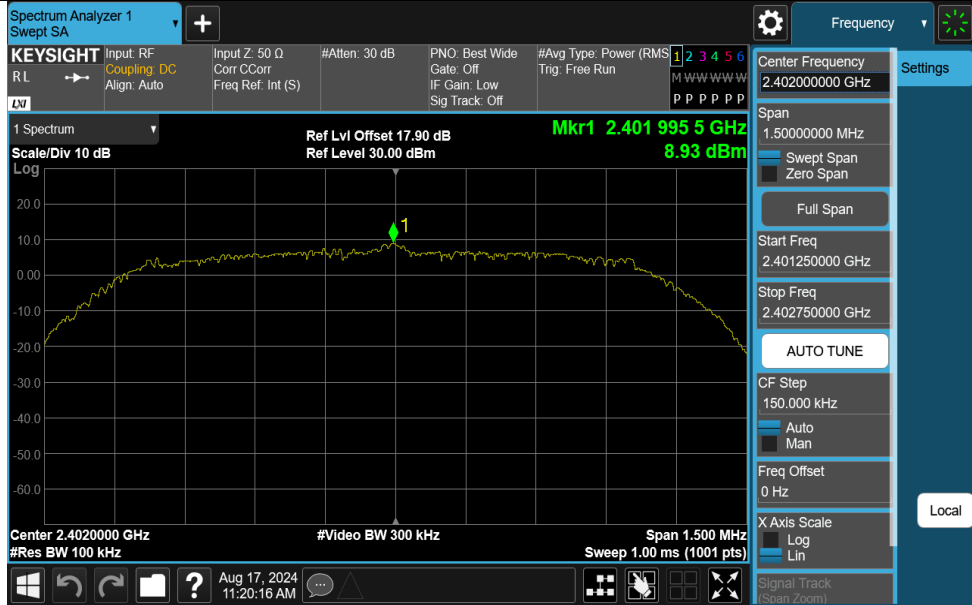 Spectrum Analyzer 1
Swept SA
Frequency
KEYSIGHT
R L
LXI
Input: RF
Coupling: DC
Align: Auto
Input Z: 50 Ω
Corr CCorr
Freq Ref: Int (S)
#Atten: 30 dB
PNO: Best Wide
Gate: Off
IF Gain: Low
Sig Track: Off
#Avg Type: Power (RMS
Trig: Free Run
1 2 3 4 5 6
M W W W W W
P P P P P P
1 Spectrum
Scale/Div 10 dB
Log
Ref Lvl Offset 17.90 dB
Ref Level 30.00 dBm
Mkr1 2.401 995 5 GHz
8.93 dBm
1
20.0
10.0
0.00
-10.0
-20.0
-30.0
-40.0
-50.0
-60.0
Center 2.4020000 GHz
#Res BW 100 kHz
#Video BW 300 kHz
Span 1.500 MHz
Sweep 1.00 ms (1001 pts)
?
Aug 17, 2024
11:20:16 AM
Center Frequency
2.402000000 GHz
Span
1.50000000 MHz
Swept Span
Zero Span
Full Span
Start Freq
2.401250000 GHz
Stop Freq
2.402750000 GHz
AUTO TUNE
CF Step
150.000 kHz
Auto
Man
Freq Offset
0 Hz
X Axis Scale
Log
Lin
Signal Track
(Span Zoom)
Settings
Local